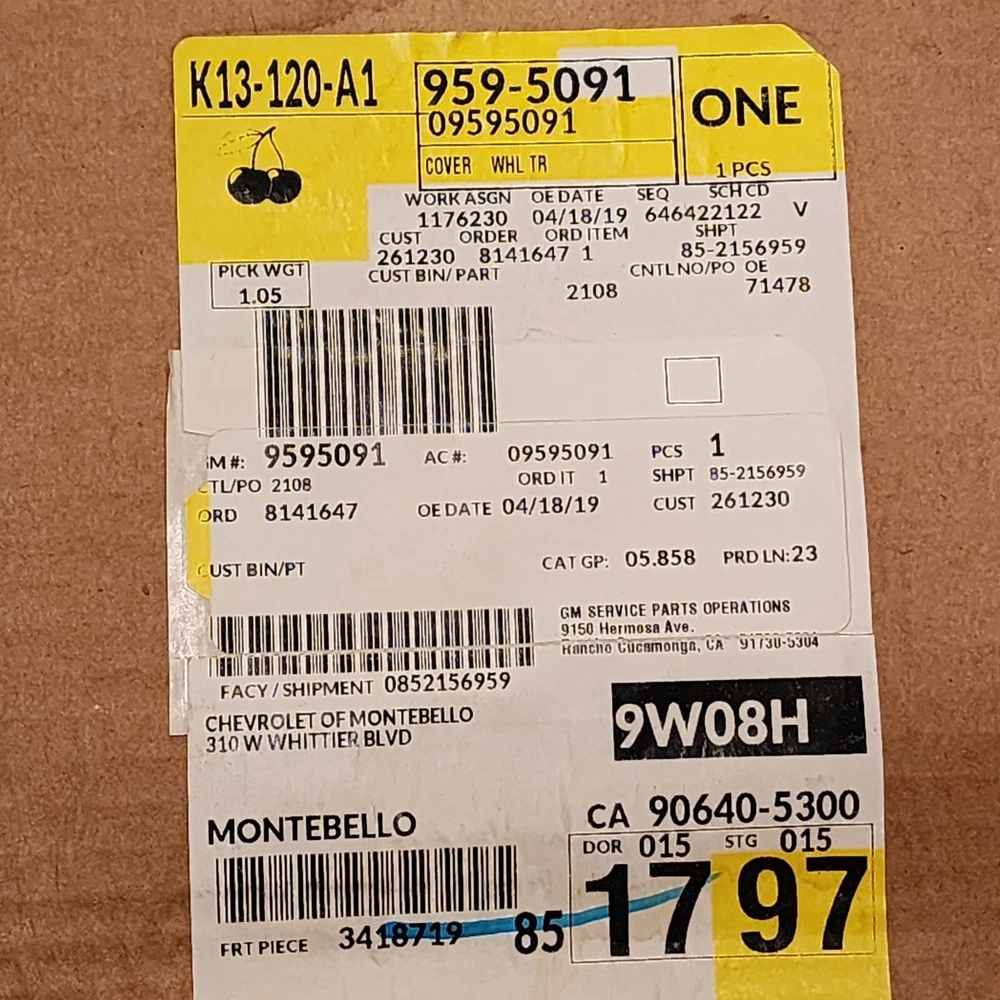 K13-120-A1
959-5091
09595091
COVER WHL TR
ONE
1 PCS
WORK ASGN OE DATE SEQ SCH CD
1176230 04/18/19 646422122 V
CUST ORDER ORD ITEM SHPT
261230 8141647 1 85-2156959
CUST BIN/ PART CNTL NO/PO OE
2108 71478
PICK WGT
1.05
GM #: 9595091 AC #: 09595091 PCS 1
CTL/PO 2108 ORD IT 1 SHPT 85-2156959
ORD 8141647 OE DATE 04/18/19 CUST 261230
CUST BIN/PT CAT GP: 05.858 PRD LN: 23
GM SERVICE PARTS OPERATIONS
9150 Hermosa Ave.
Rancho Cucamonga, CA 91730-5304
FACY / SHIPMENT 0852156959
CHEVROLET OF MONTEBELLO
310 W WHITTIER BLVD
9W08H
MONTEBELLO CA 90640-5300
DOR 015 STG 015
FRT PIECE 3418719 85 17 97